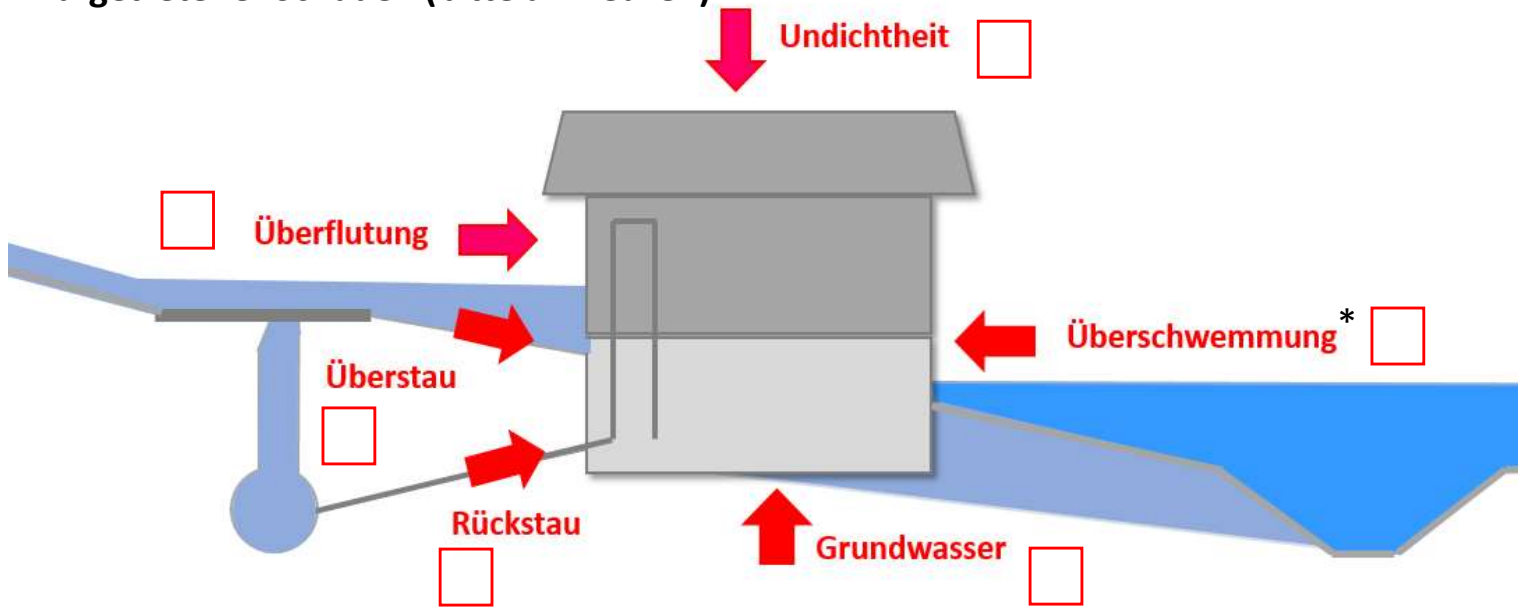 Undichtheit
Überflutung
Überschwemmung*
Überstau
Rückstau
Grundwasser